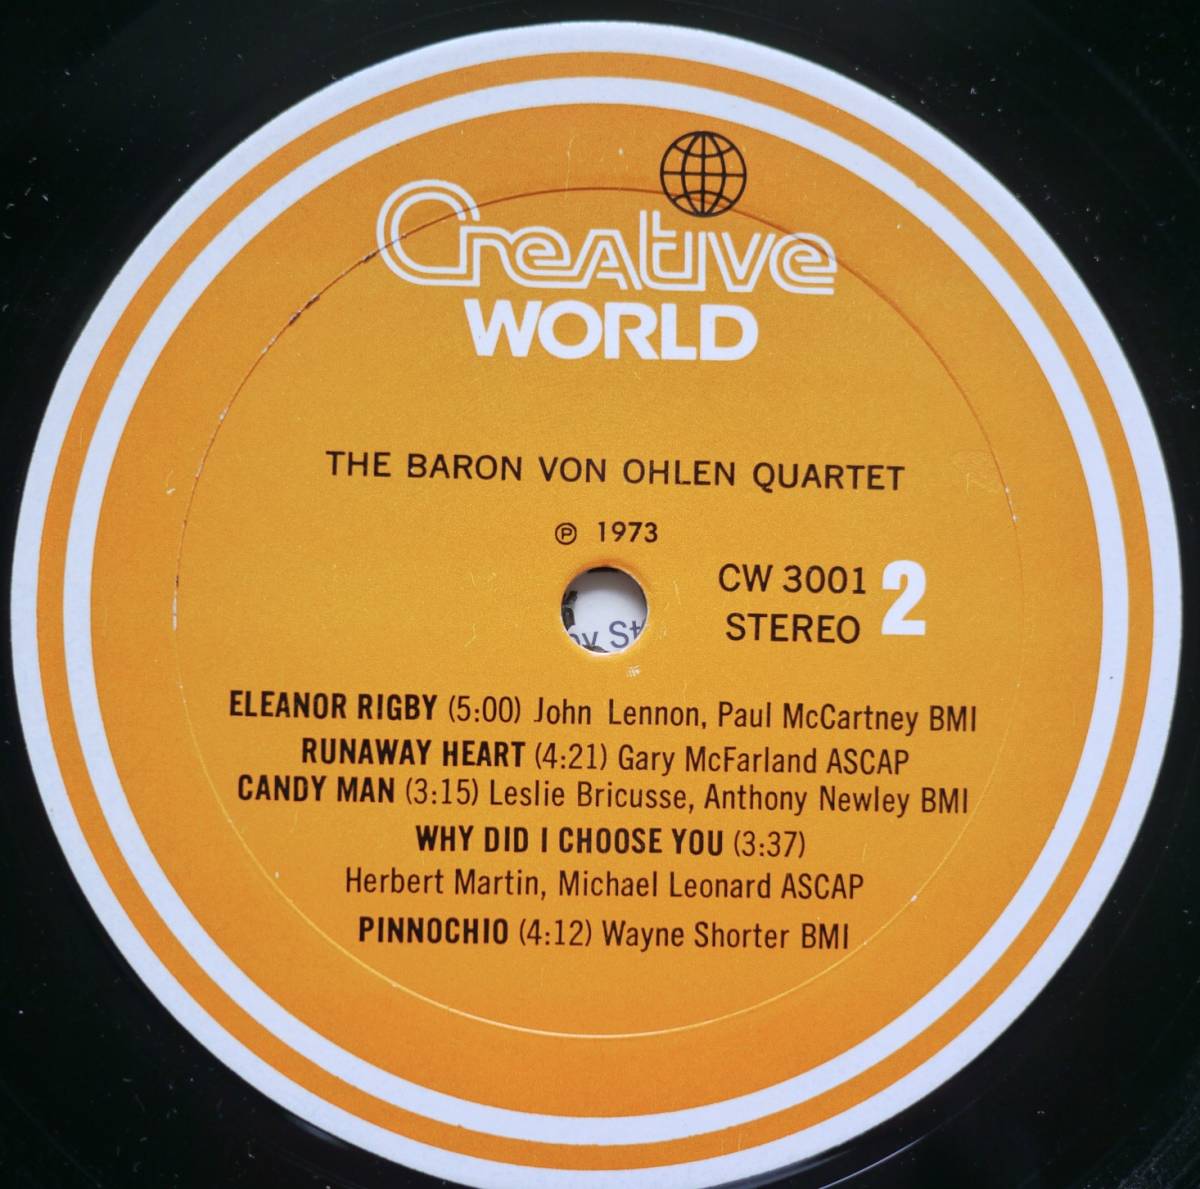 Creative
WORLD
THE BARON VON OHLEN QUARTET
℗ 1973
CW 3001 2
STEREO
St
ELEANOR RIGBY (5:00) John Lennon, Paul McCartney BMI
RUNAWAY HEART (4:21) Gary McFarland ASCAP
CANDY MAN (3:15) Leslie Bricusse, Anthony Newley BMI
WHY DID I CHOOSE YOU (3:37)
Herbert Martin, Michael Leonard ASCAP
PINNOCHIO (4:12) Wayne Shorter BMI